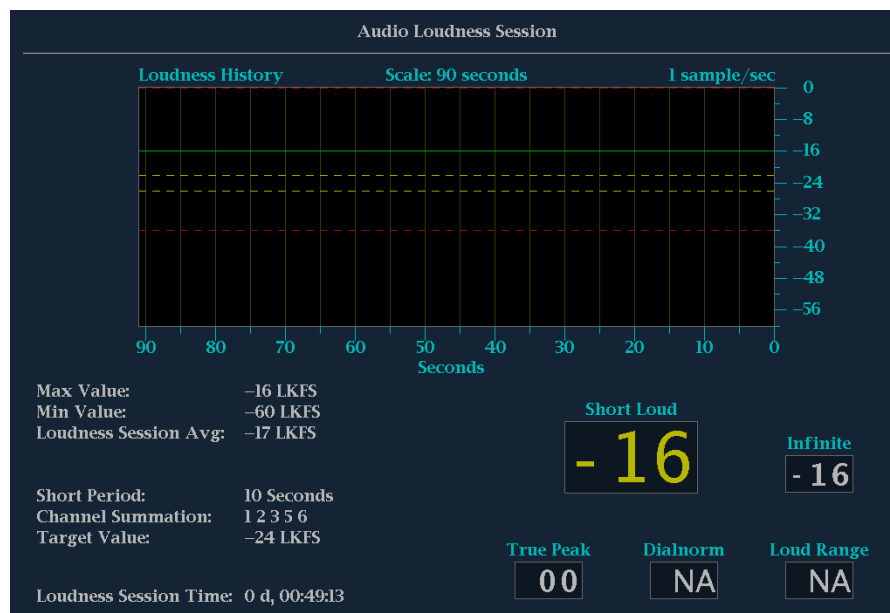 Audio Loudness Session
Loudness History Scale: 90 seconds 1 sample/sec
0
–8
–16
–24
–32
–40
–48
–56
90 80 70 60 50 40 30 20 10 0
Seconds
Max Value: –16 LKFS
Min Value: –60 LKFS
Loudness Session Avg: –17 LKFS
Short Period: 10 Seconds
Channel Summation: 1 2 3 5 6
Target Value: –24 LKFS
Loudness Session Time: 0 d, 00:49:13
Short Loud
-16
Infinite
-16
True Peak Dialnorm Loud Range
00 NA NA